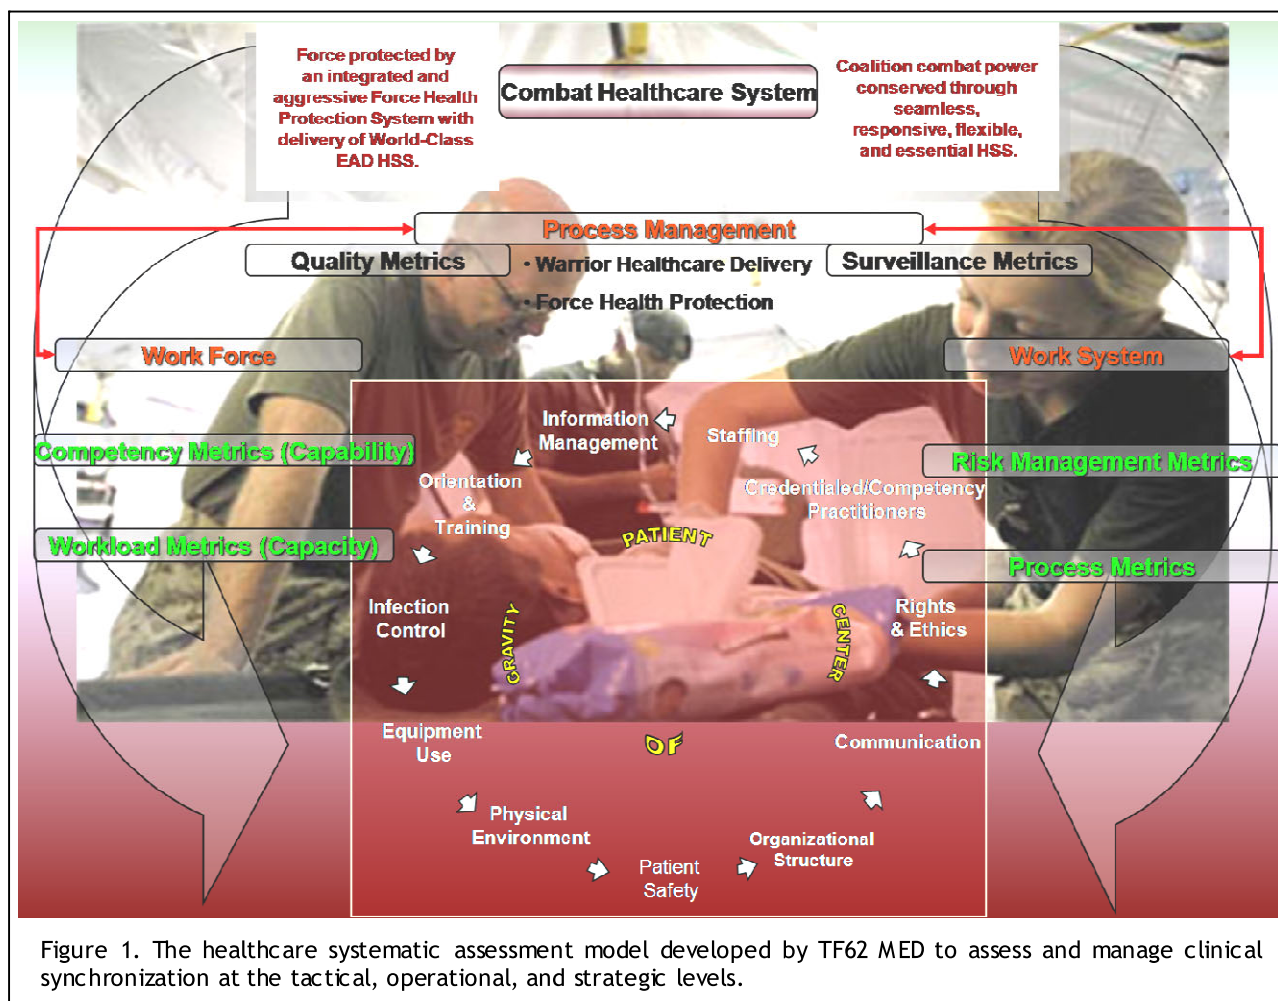 Force protected by
an integrated and
aggressive Force Health
Protection System with
delivery of World-Class
EAD HSS.
Combat Healthcare System
Coalition combat power
conserved through
seamless,
responsive, flexible,
and essential HSS.
Process Management
Quality Metrics
• Warrior Healthcare Delivery
Surveillance Metrics
• Force Health Protection
Work Force
Work System
Information
Management
Staffing
Competency Metrics (Capability)
Risk Management Metrics
Orientation
&
Training
Credentialed/Competency
Practitioners
Workload Metrics (Capacity)
PATIENT
Process Metrics
Infection
Control
GRAVITY
CENTER
Rights
& Ethics
Equipment
Use
OF
Communication
Physical
Environment
Organizational
Structure
Patient
Safety
Figure 1. The healthcare systematic assessment model developed by TF62 MED to assess and manage clinical
synchronization at the tactical, operational, and strategic levels.